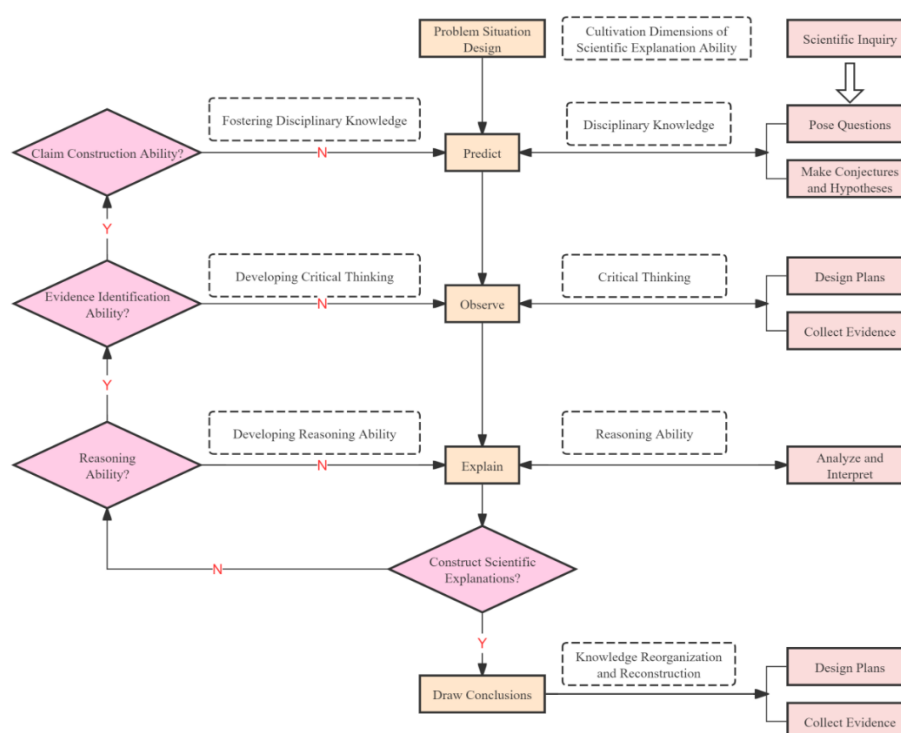 Problem Situation
Design
Cultivation Dimensions of
Scientific Explanation Ability
Scientific Inquiry
Fostering Disciplinary Knowledge
Disciplinary Knowledge
Pose Questions
Claim Construction Ability?
N
Predict
Make Conjectures
and Hypotheses
Y
Developing Critical Thinking
Critical Thinking
Design Plans
Evidence Identification
Ability?
N
Observe
Collect Evidence
Y
Developing Reasoning Ability
Reasoning Ability
Reasoning
Ability?
N
Explain
Analyze and
Interpret
N
Construct Scientific
Explanations?
Y
Knowledge Reorganization
and Reconstruction
Design Plans
Draw Conclusions
Collect Evidence